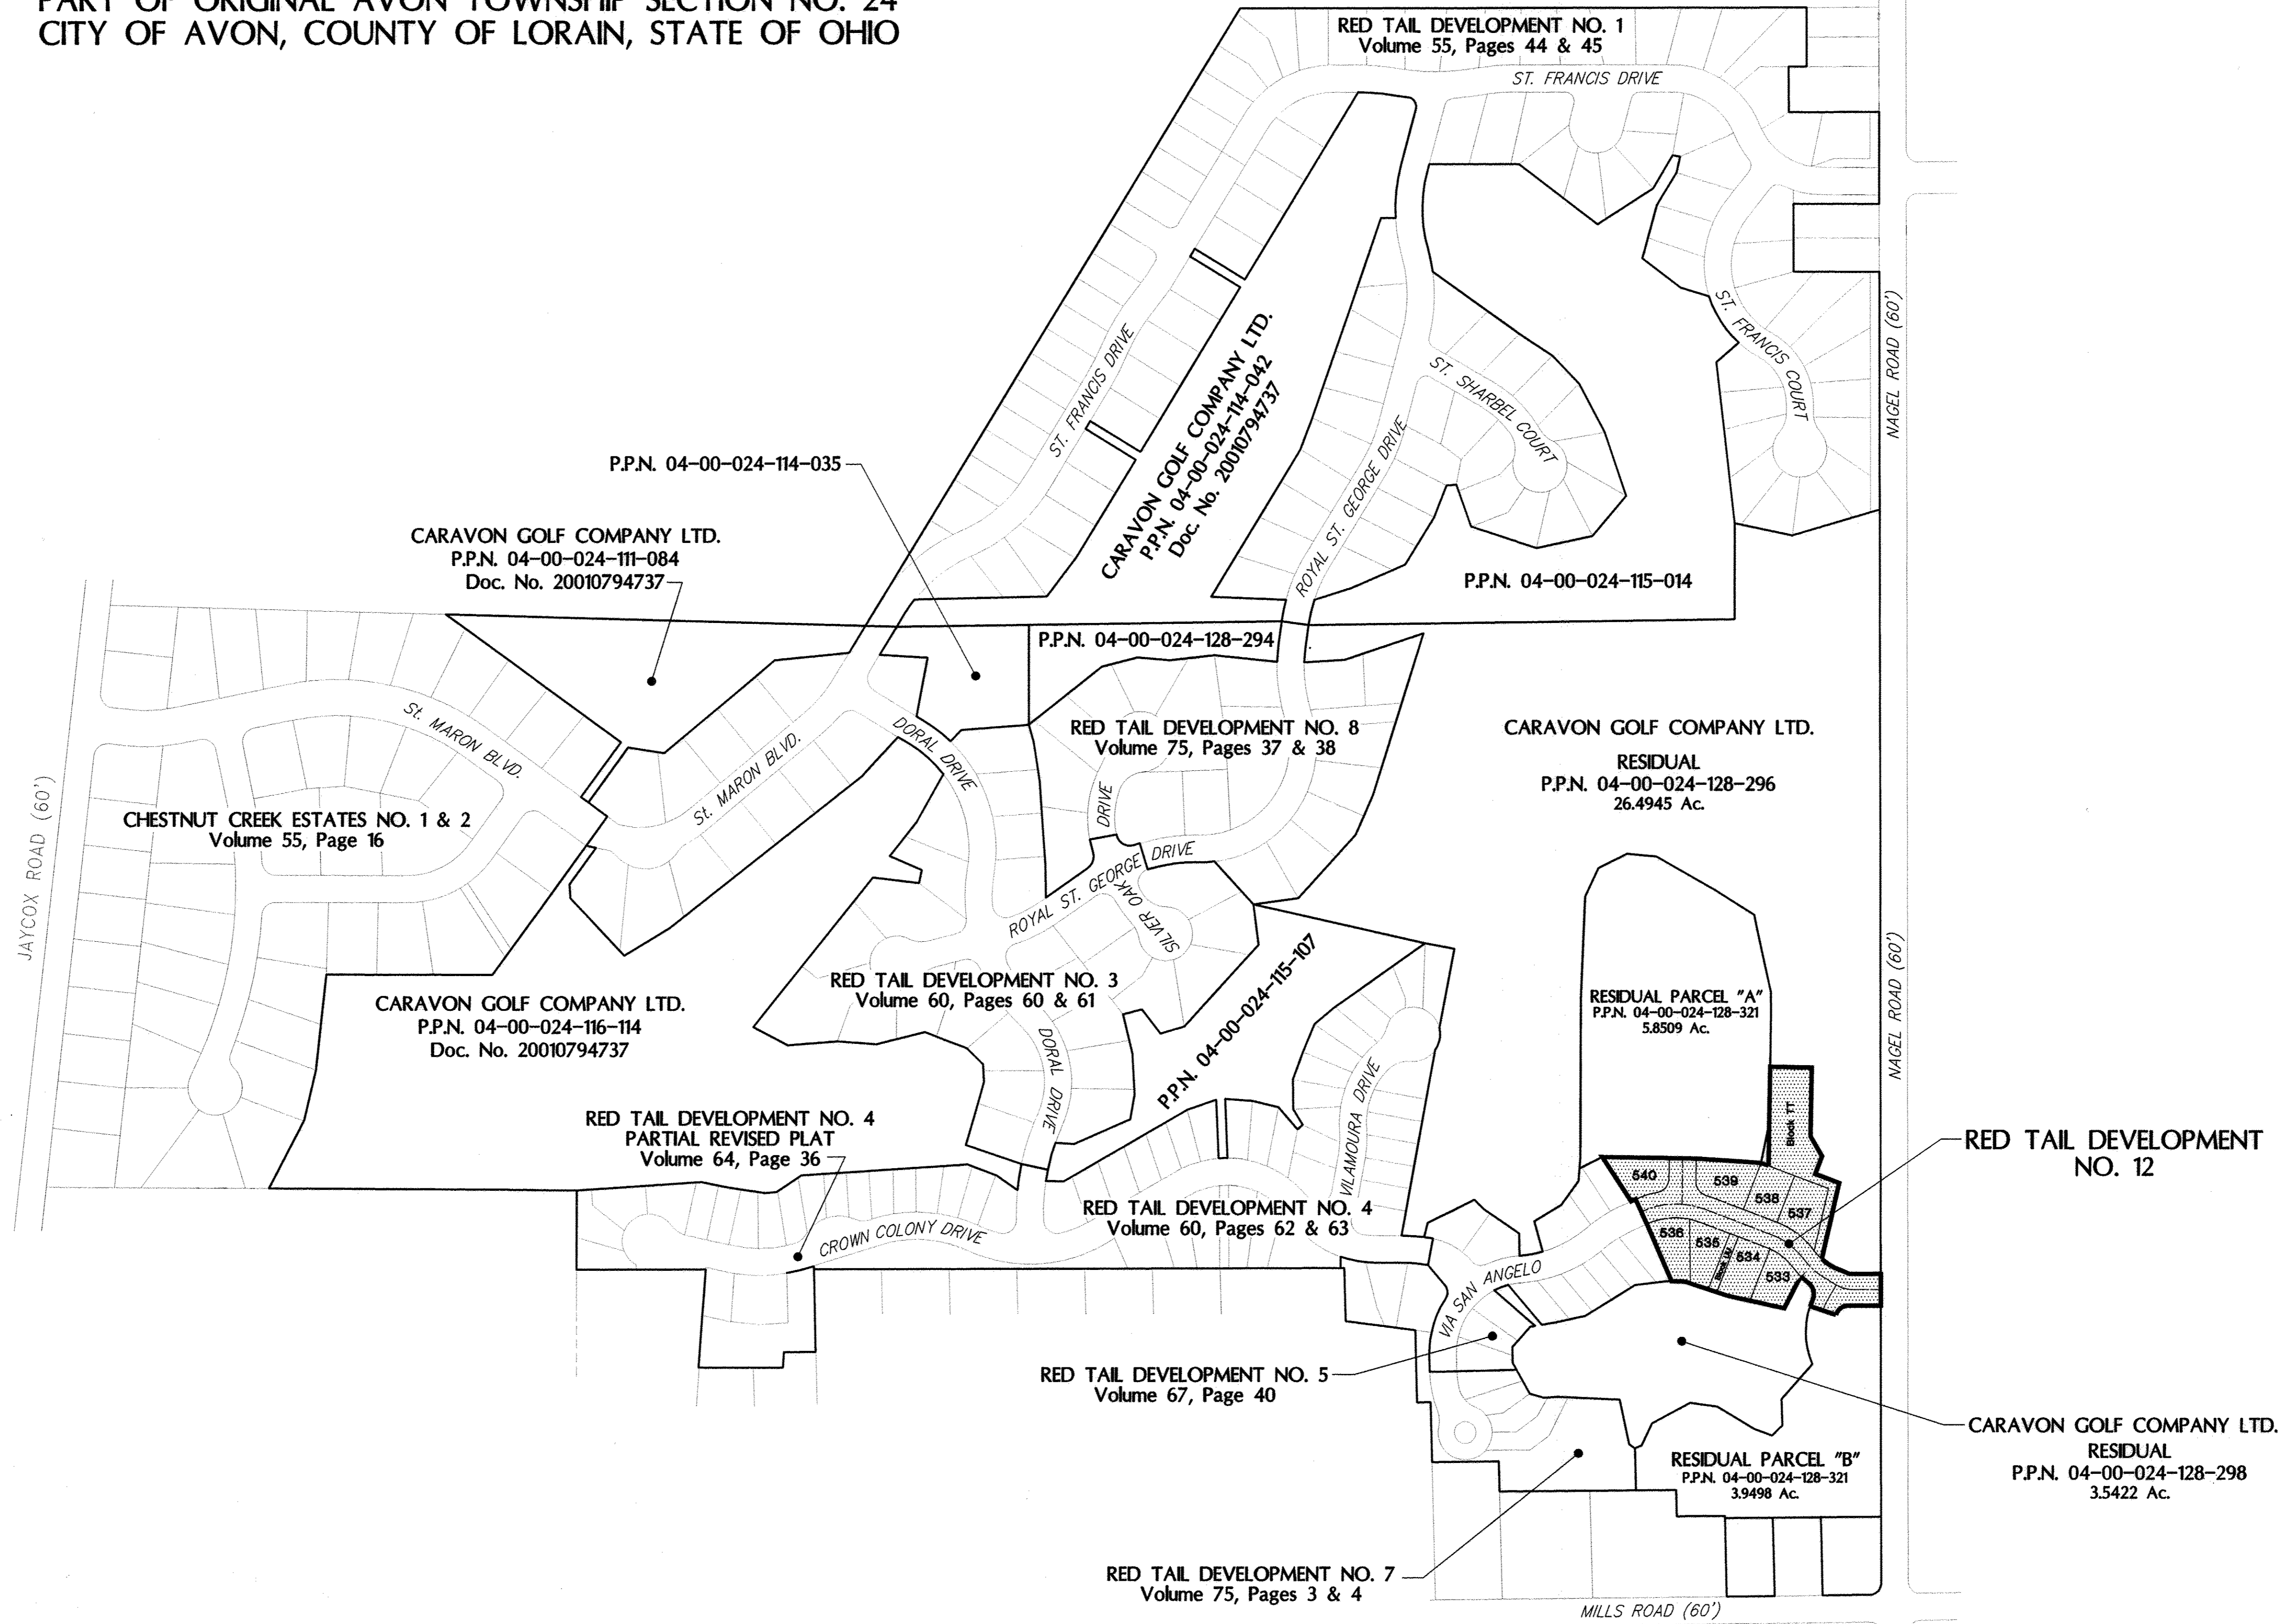 PART OF ORIGINAL AVON TOWNSHIP SECTION NO. 24
CITY OF AVON, COUNTY OF LORAIN, STATE OF OHIO
RED TAIL DEVELOPMENT NO. 1
Volume 55, Pages 44 & 45
ST. FRANCIS DRIVE
ST. FRANCIS DRIVE
ST. FRANCIS COURT
NAGEL ROAD (60')
CARAVON GOLF COMPANY LTD.
P.P.N. 04-00-024-114-042
Doc. No. 20010794737
ST. SHARBEL COURT
ROYAL ST. GEORGE DRIVE
P.P.N. 04-00-024-114-035
CARAVON GOLF COMPANY LTD.
P.P.N. 04-00-024-111-084
Doc. No. 20010794737
P.P.N. 04-00-024-115-014
P.P.N. 04-00-024-128-294
St. MARON BLVD.
St. MARON BLVD.
DORAL DRIVE
RED TAIL DEVELOPMENT NO. 8
Volume 75, Pages 37 & 38
CARAVON GOLF COMPANY LTD.
RESIDUAL
P.P.N. 04-00-024-128-296
26.4945 Ac.
JAYCOX ROAD (60')
CHESTNUT CREEK ESTATES NO. 1 & 2
Volume 55, Page 16
DRIVE
ROYAL ST. GEORGE DRIVE
SILVER OAK
RED TAIL DEVELOPMENT NO. 3
Volume 60, Pages 60 & 61
P.P.N. 04-00-024-115-107
CARAVON GOLF COMPANY LTD.
P.P.N. 04-00-024-116-114
Doc. No. 20010794737
DORAL DRIVE
VILAMOURA DRIVE
RESIDUAL PARCEL "A"
P.P.N. 04-00-024-128-321
5.8509 Ac.
NAGEL ROAD (60')
RED TAIL DEVELOPMENT NO. 4
PARTIAL REVISED PLAT
Volume 64, Page 36
Block TT
RED TAIL DEVELOPMENT
NO. 12
540
539
538
537
536
535
Block UU
534
533
RED TAIL DEVELOPMENT NO. 4
Volume 60, Pages 62 & 63
CROWN COLONY DRIVE
VIA SAN ANGELO
RED TAIL DEVELOPMENT NO. 5
Volume 67, Page 40
CARAVON GOLF COMPANY LTD.
RESIDUAL
P.P.N. 04-00-024-128-298
3.5422 Ac.
RESIDUAL PARCEL "B"
P.P.N. 04-00-024-128-321
3.9498 Ac.
RED TAIL DEVELOPMENT NO. 7
Volume 75, Pages 3 & 4
MILLS ROAD (60')